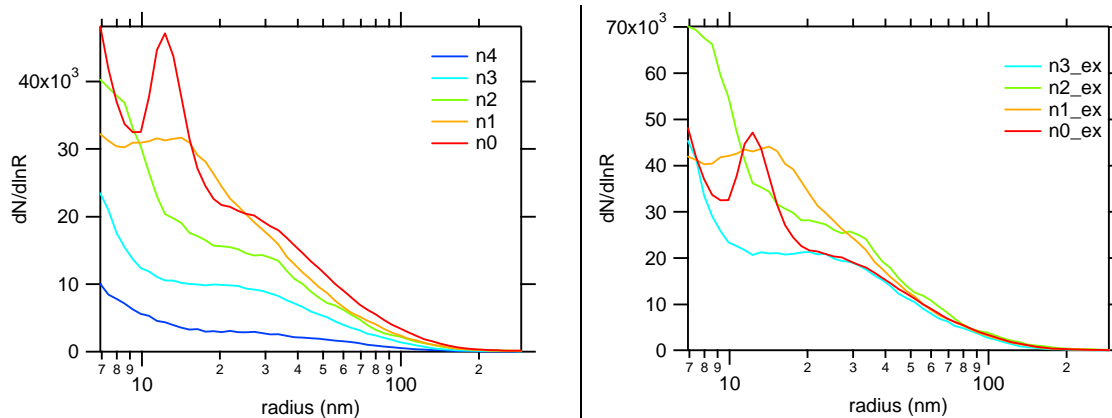 dN/dlnR
40x10³
30
20
10
0
n4
n3
n2
n1
n0
7 8 9 2 3 4 5 6 7 8 9 2
10 100
radius (nm)
dN/dlnR
70x10³
60
50
40
30
20
10
0
n3_ex
n2_ex
n1_ex
n0_ex
7 8 9 2 3 4 5 6 7 8 9 2
10 100
radius (nm)